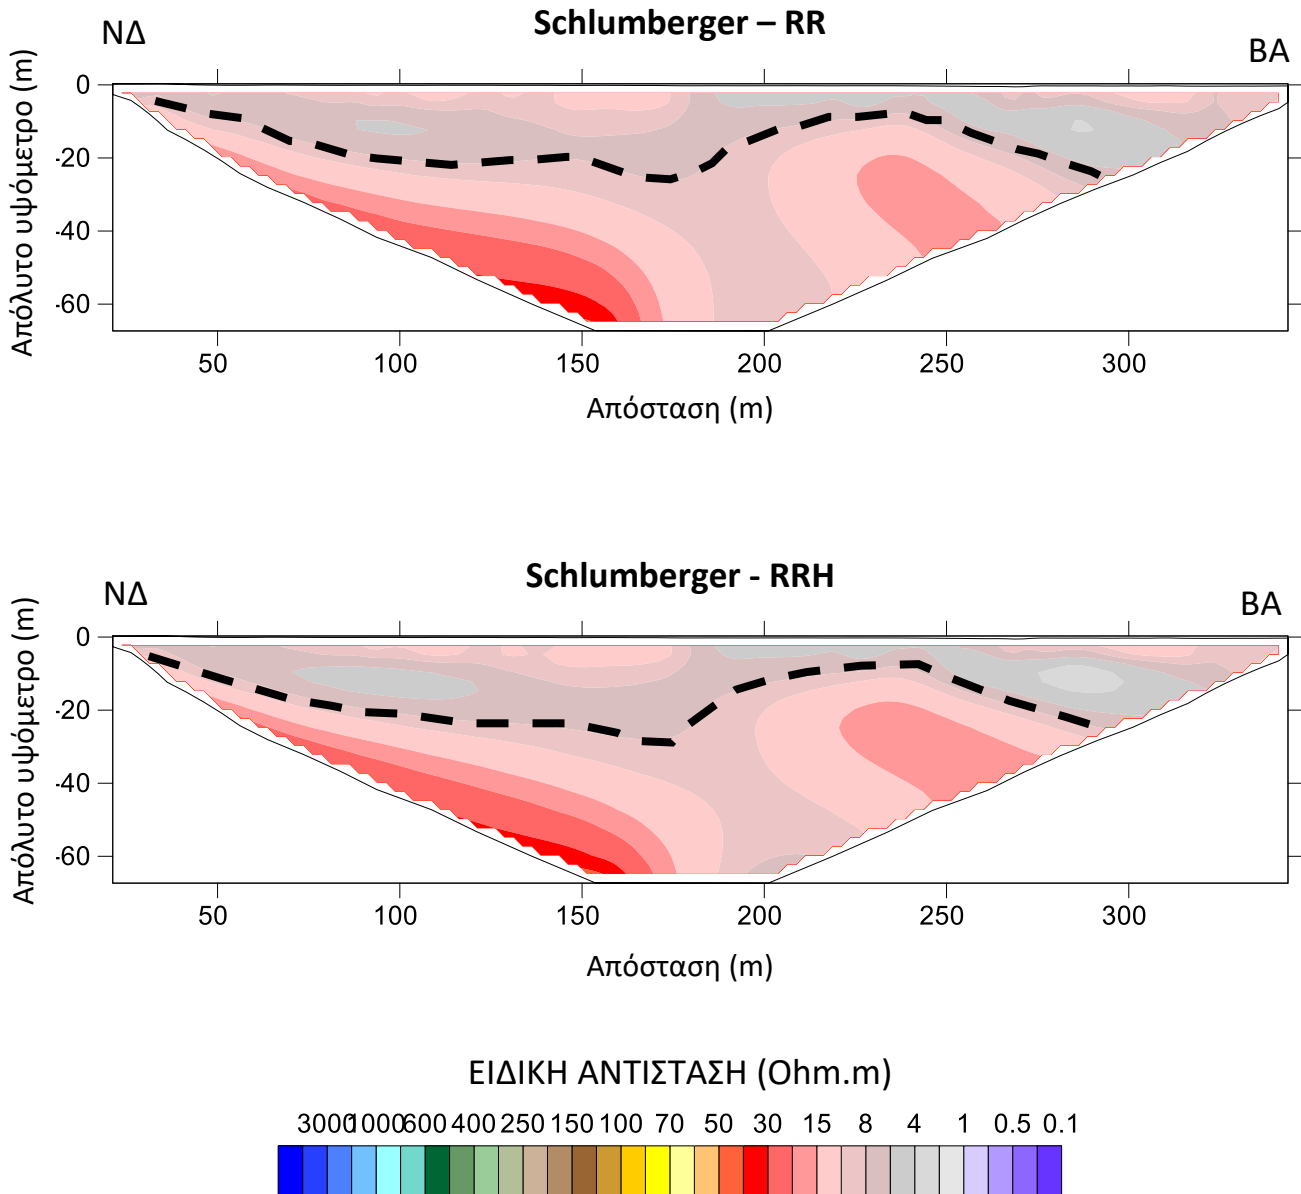 Schlumberger – RR
ΝΔ
ΒΑ
Απόλυτο υψόμετρο (m)
0
-20
-40
-60
50 100 150 200 250 300
Απόσταση (m)
Schlumberger - RRH
ΝΔ
ΒΑ
Απόλυτο υψόμετρο (m)
0
-20
-40
-60
50 100 150 200 250 300
Απόσταση (m)
ΕΙΔΙΚΗ ΑΝΤΙΣΤΑΣΗ (Ohm.m)
3000 1000 600 400 250 150 100 70 50 30 15 8 4 1 0.5 0.1